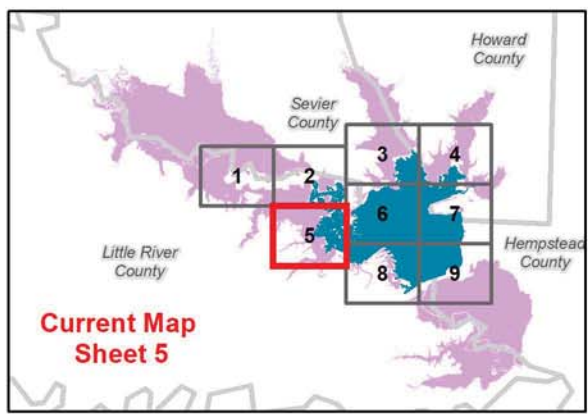 Howard
County
Sevier
County
3
4
1
2
6
7
5
Little River
County
Hempstead
County
8
9
Current Map
Sheet 5